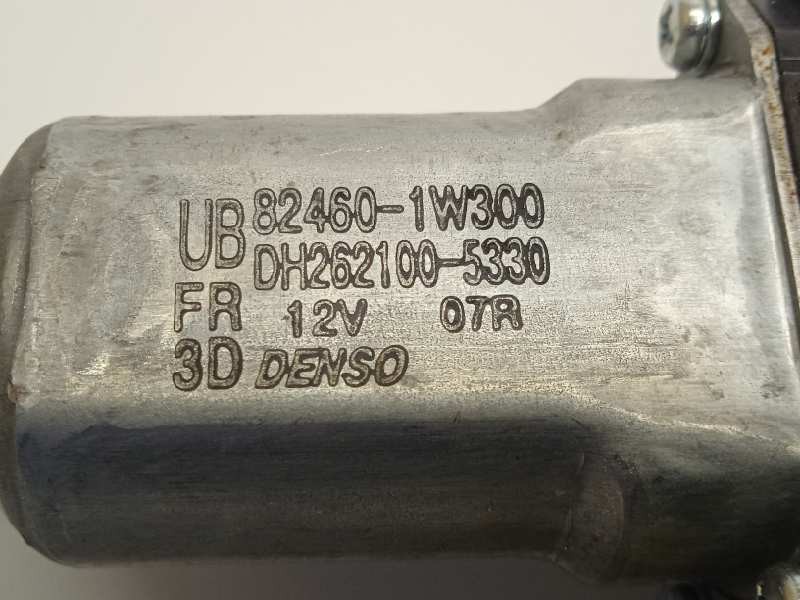 UB 82460-1W300
DH262100-5330
FR 12V 07R
3D DENSO